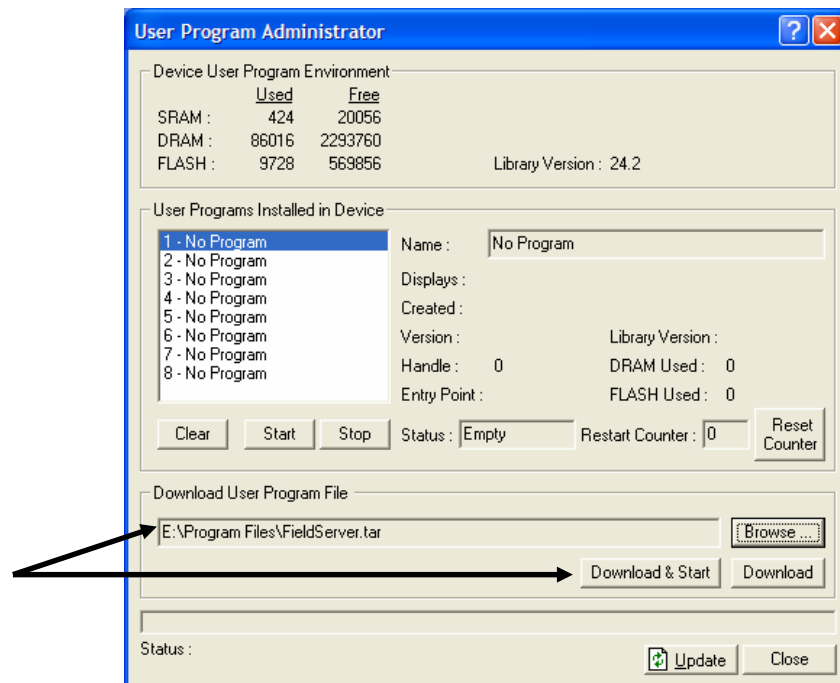 User Program Administrator
Device User Program Environment
Used Free
SRAM : 424 20056
DRAM : 86016 2293760
FLASH : 9728 569856 Library Version : 24.2
User Programs Installed in Device
1 - No Program
2 - No Program
3 - No Program
4 - No Program
5 - No Program
6 - No Program
7 - No Program
8 - No Program
Name : No Program
Displays :
Created :
Version : Library Version :
Handle : 0 DRAM Used : 0
Entry Point : FLASH Used : 0
Clear Start Stop Status : Empty Restart Counter : 0 Reset Counter
Download User Program File
E:\Program Files\FieldServer.tar Browse ...
Download & Start Download
Status :
Update Close